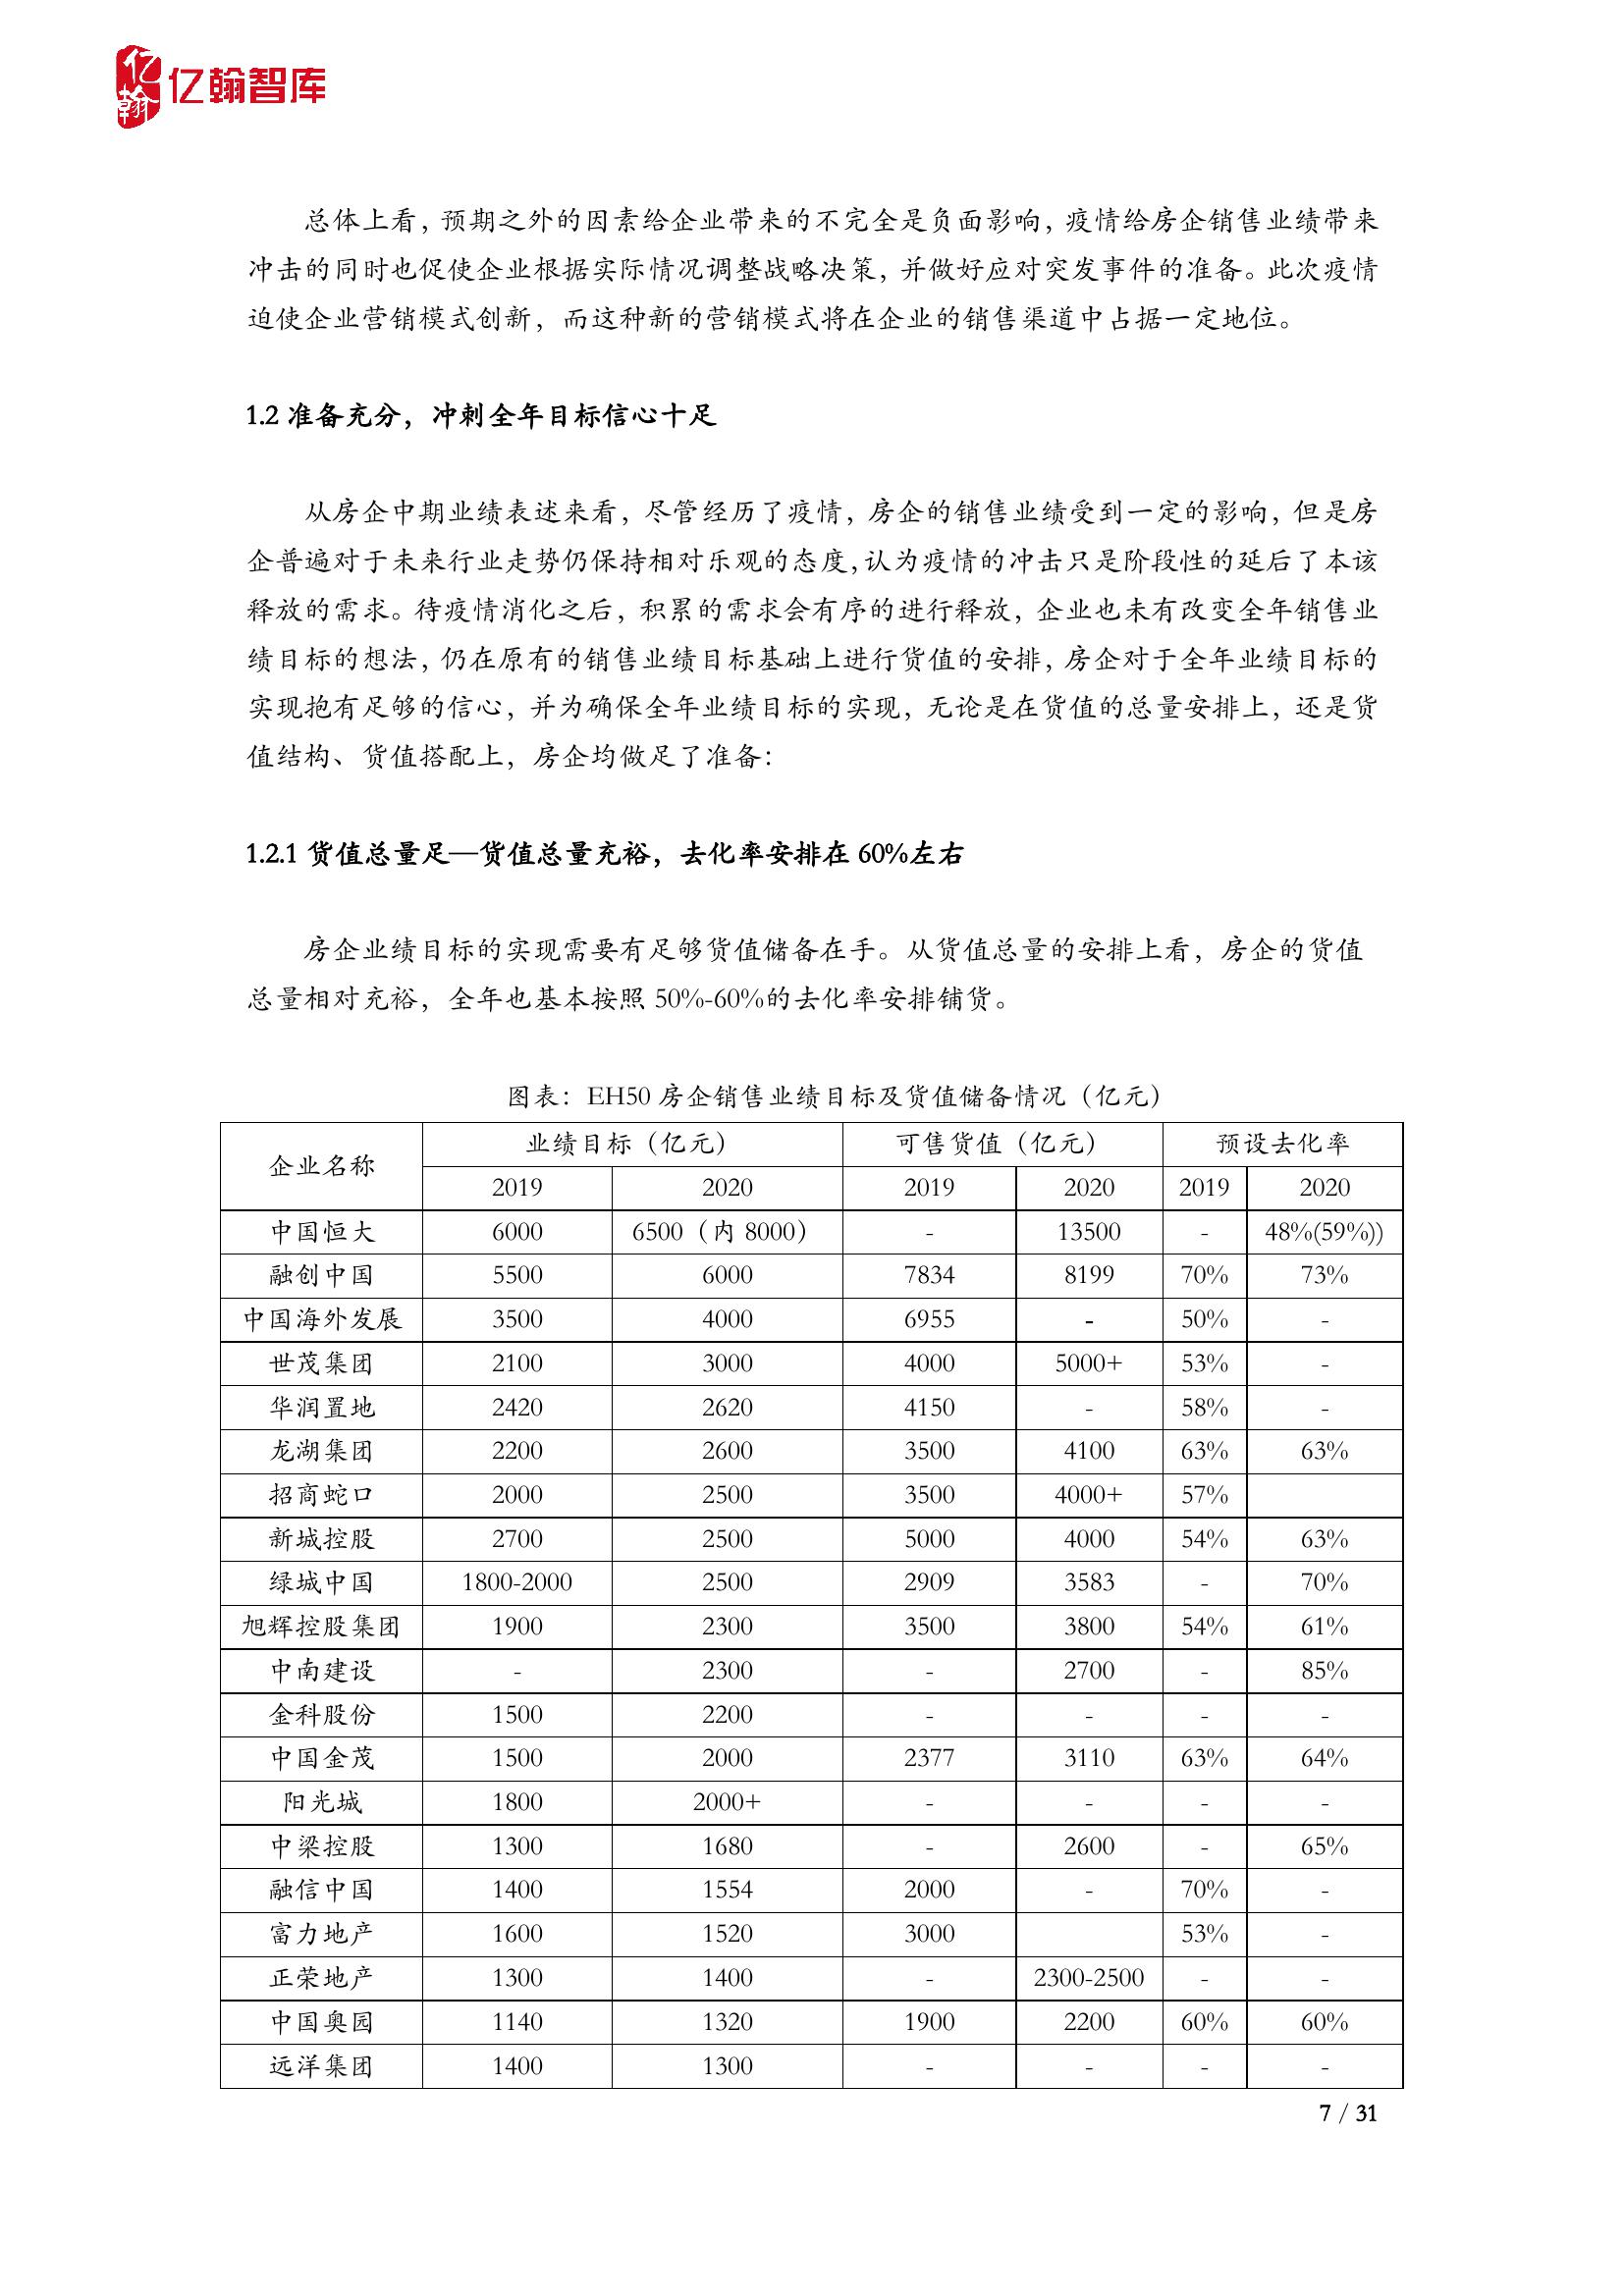 亿翰
亿翰智库
总体上看，预期之外的因素给企业带来的不完全是负面影响，疫情给房企销售业绩带来
冲击的同时也促使企业根据实际情况调整战略决策，并做好应对突发事件的准备。此次疫情
迫使企业营销模式创新，而这种新的营销模式将在企业的销售渠道中占据一定地位。
1.2 准备充分，冲刺全年目标信心十足
从房企中期业绩表述来看，尽管经历了疫情，房企的销售业绩受到一定的影响，但是房
企普遍对于未来行业走势仍保持相对乐观的态度，认为疫情的冲击只是阶段性的延后了本该
释放的需求。待疫情消化之后，积累的需求会有序的进行释放，企业也未有改变全年销售业
绩目标的想法，仍在原有的销售业绩目标基础上进行货值的安排，房企对于全年业绩目标的
实现抱有足够的信心，并为确保全年业绩目标的实现，无论是在货值的总量安排上，还是货
值结构、货值搭配上，房企均做足了准备：
1.2.1 货值总量足—货值总量充裕，去化率安排在 60%左右
房企业绩目标的实现需要有足够货值储备在手。从货值总量的安排上看，房企的货值
总量相对充裕，全年也基本按照 50%-60%的去化率安排铺货。
图表：EH50 房企销售业绩目标及货值储备情况（亿元）
企业名称 业绩目标（亿元） 可售货值（亿元） 预设去化率
2019 2020 2019 2020 2019 2020
中国恒大 6000 6500（内 8000） - 13500 - 48%(59%))
融创中国 5500 6000 7834 8199 70% 73%
中国海外发展 3500 4000 6955 - 50% -
世茂集团 2100 3000 4000 5000+ 53% -
华润置地 2420 2620 4150 - 58% -
龙湖集团 2200 2600 3500 4100 63% 63%
招商蛇口 2000 2500 3500 4000+ 57%
新城控股 2700 2500 5000 4000 54% 63%
绿城中国 1800-2000 2500 2909 3583 - 70%
旭辉控股集团 1900 2300 3500 3800 54% 61%
中南建设 - 2300 - 2700 - 85%
金科股份 1500 2200 - - - -
中国金茂 1500 2000 2377 3110 63% 64%
阳光城 1800 2000+ - - - -
中梁控股 1300 1680 - 2600 - 65%
融信中国 1400 1554 2000 - 70% -
富力地产 1600 1520 3000 53% -
正荣地产 1300 1400 - 2300-2500 - -
中国奥园 1140 1320 1900 2200 60% 60%
远洋集团 1400 1300 - - - -
7 / 31